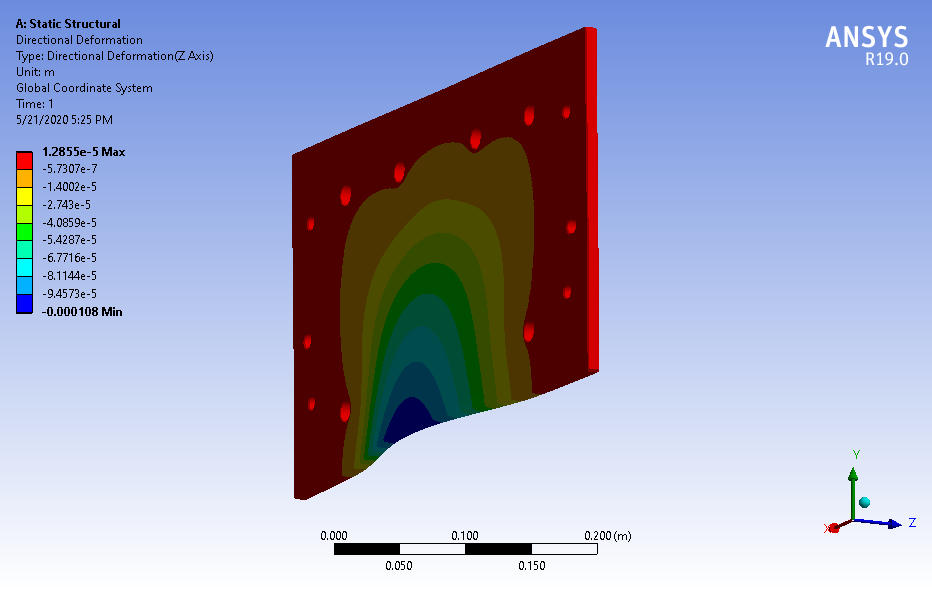 A: Static Structural
Directional Deformation
Type: Directional Deformation(Z Axis)
Unit: m
Global Coordinate System
Time: 1
5/21/2020 5:25 PM
ANSYS
R19.0
1.2855e-5 Max
-5.7307e-7
-1.4002e-5
-2.743e-5
-4.0859e-5
-5.4287e-5
-6.7716e-5
-8.1144e-5
-9.4573e-5
-0.000108 Min
Y
Z
X
0.000 0.100 0.200 (m)
0.050 0.150